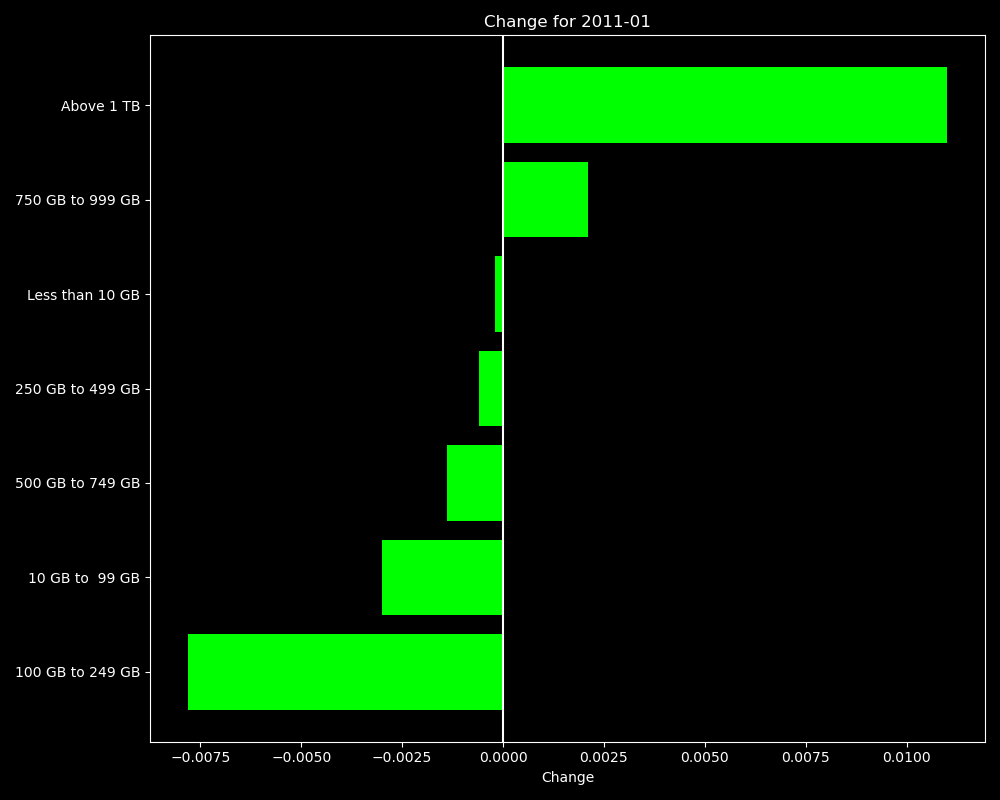 Change for 2011-01
Above 1 TB
750 GB to 999 GB
Less than 10 GB
250 GB to 499 GB
500 GB to 749 GB
10 GB to  99 GB
100 GB to 249 GB
−0.0075 −0.0050 −0.0025 0.0000 0.0025 0.0050 0.0075 0.0100
Change